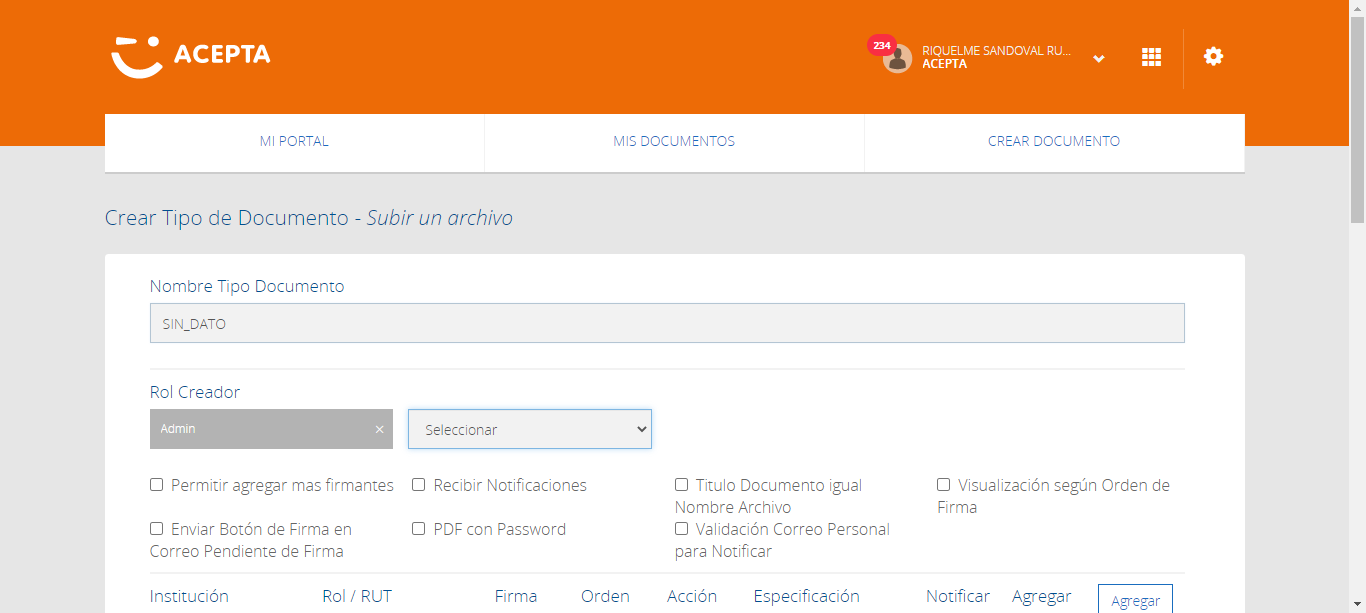 ACEPTA
234
RIQUELME SANDOVAL RU...
ACEPTA
MI PORTAL
MIS DOCUMENTOS
CREAR DOCUMENTO
Crear Tipo de Documento - Subir un archivo
Nombre Tipo Documento
SIN_DATO
Rol Creador
Admin ×
Seleccionar
Permitir agregar mas firmantes
Recibir Notificaciones
Titulo Documento igual
Nombre Archivo
Visualización según Orden de
Firma
Enviar Botón de Firma en
Correo Pendiente de Firma
PDF con Password
Validación Correo Personal
para Notificar
Institución Rol / RUT Firma Orden Acción Especificación Notificar Agregar Agregar